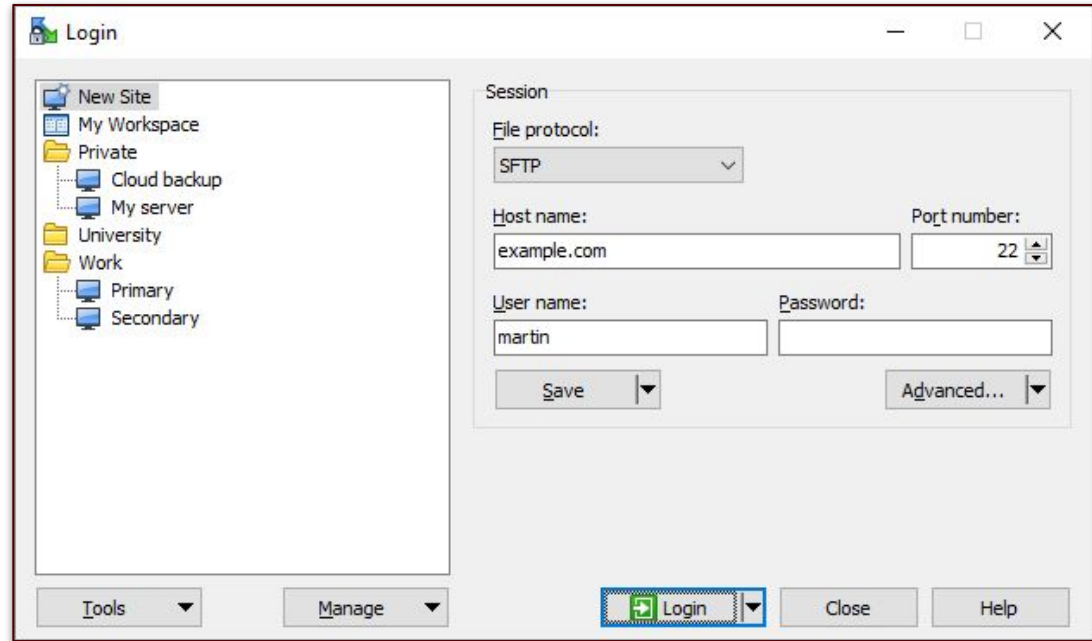 Login
New Site
My Workspace
Private
Cloud backup
My server
University
Work
Primary
Secondary
Session
File protocol:
SFTP
Host name: Port number:
example.com 22
User name: Password:
martin
Save Advanced...
Tools Manage Login Close Help